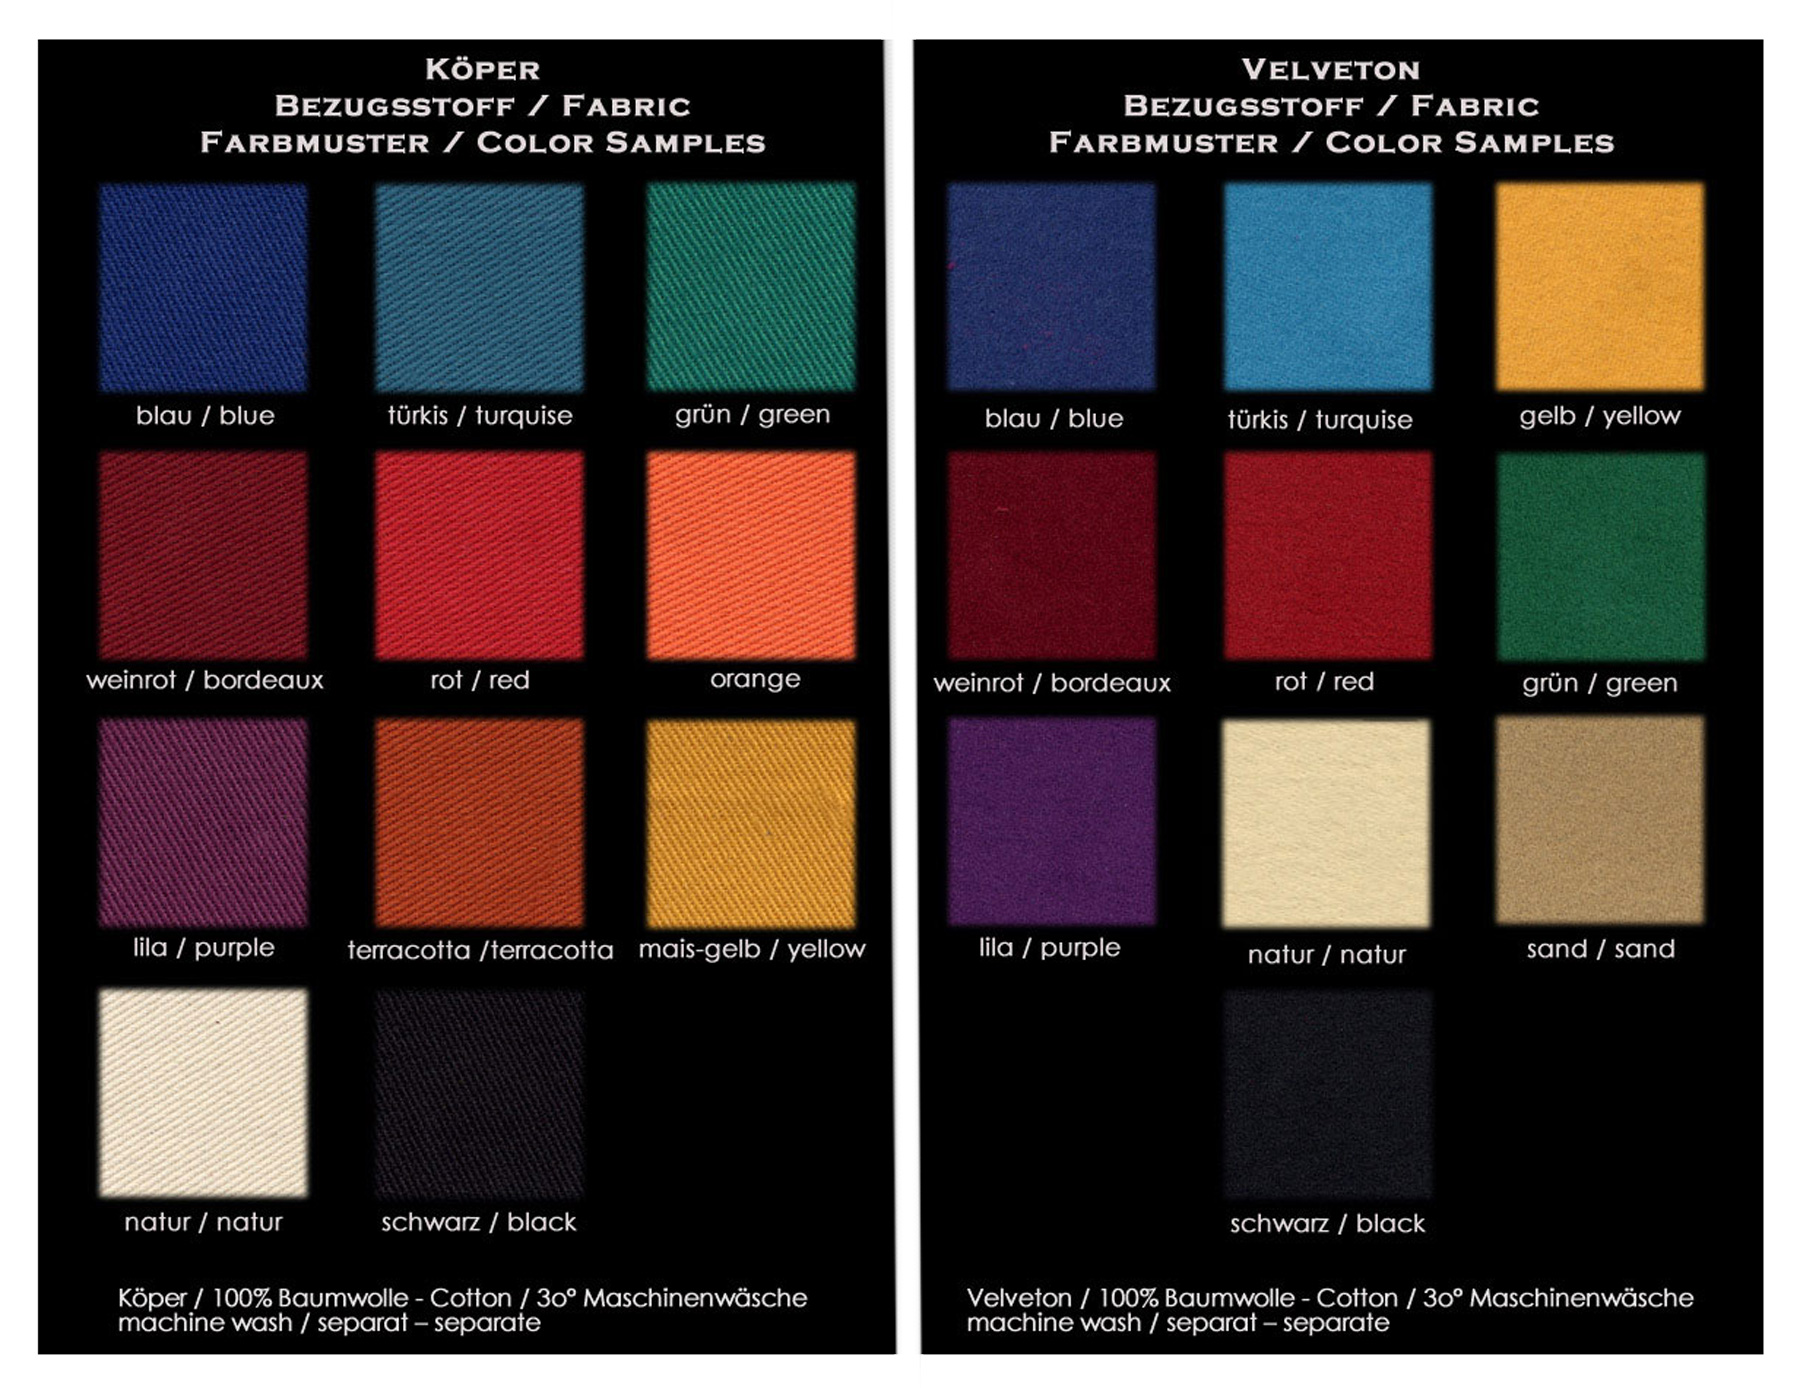 KÖPER
BEZUGSSTOFF / FABRIC
FARBMUSTER / COLOR SAMPLES
blau / blue
türkis / turquise
grün / green
weinrot / bordeaux
rot / red
orange
lila / purple
terracotta /terracotta
mais-gelb / yellow
natur / natur
schwarz / black
Köper / 100% Baumwolle - Cotton / 3o° Maschinenwäsche
machine wash / separat – separate
VELVETON
BEZUGSSTOFF / FABRIC
FARBMUSTER / COLOR SAMPLES
blau / blue
türkis / turquise
gelb / yellow
weinrot / bordeaux
rot / red
grün / green
lila / purple
natur / natur
sand / sand
schwarz / black
Velveton / 100% Baumwolle - Cotton / 3o° Maschinenwäsche
machine wash / separat – separate